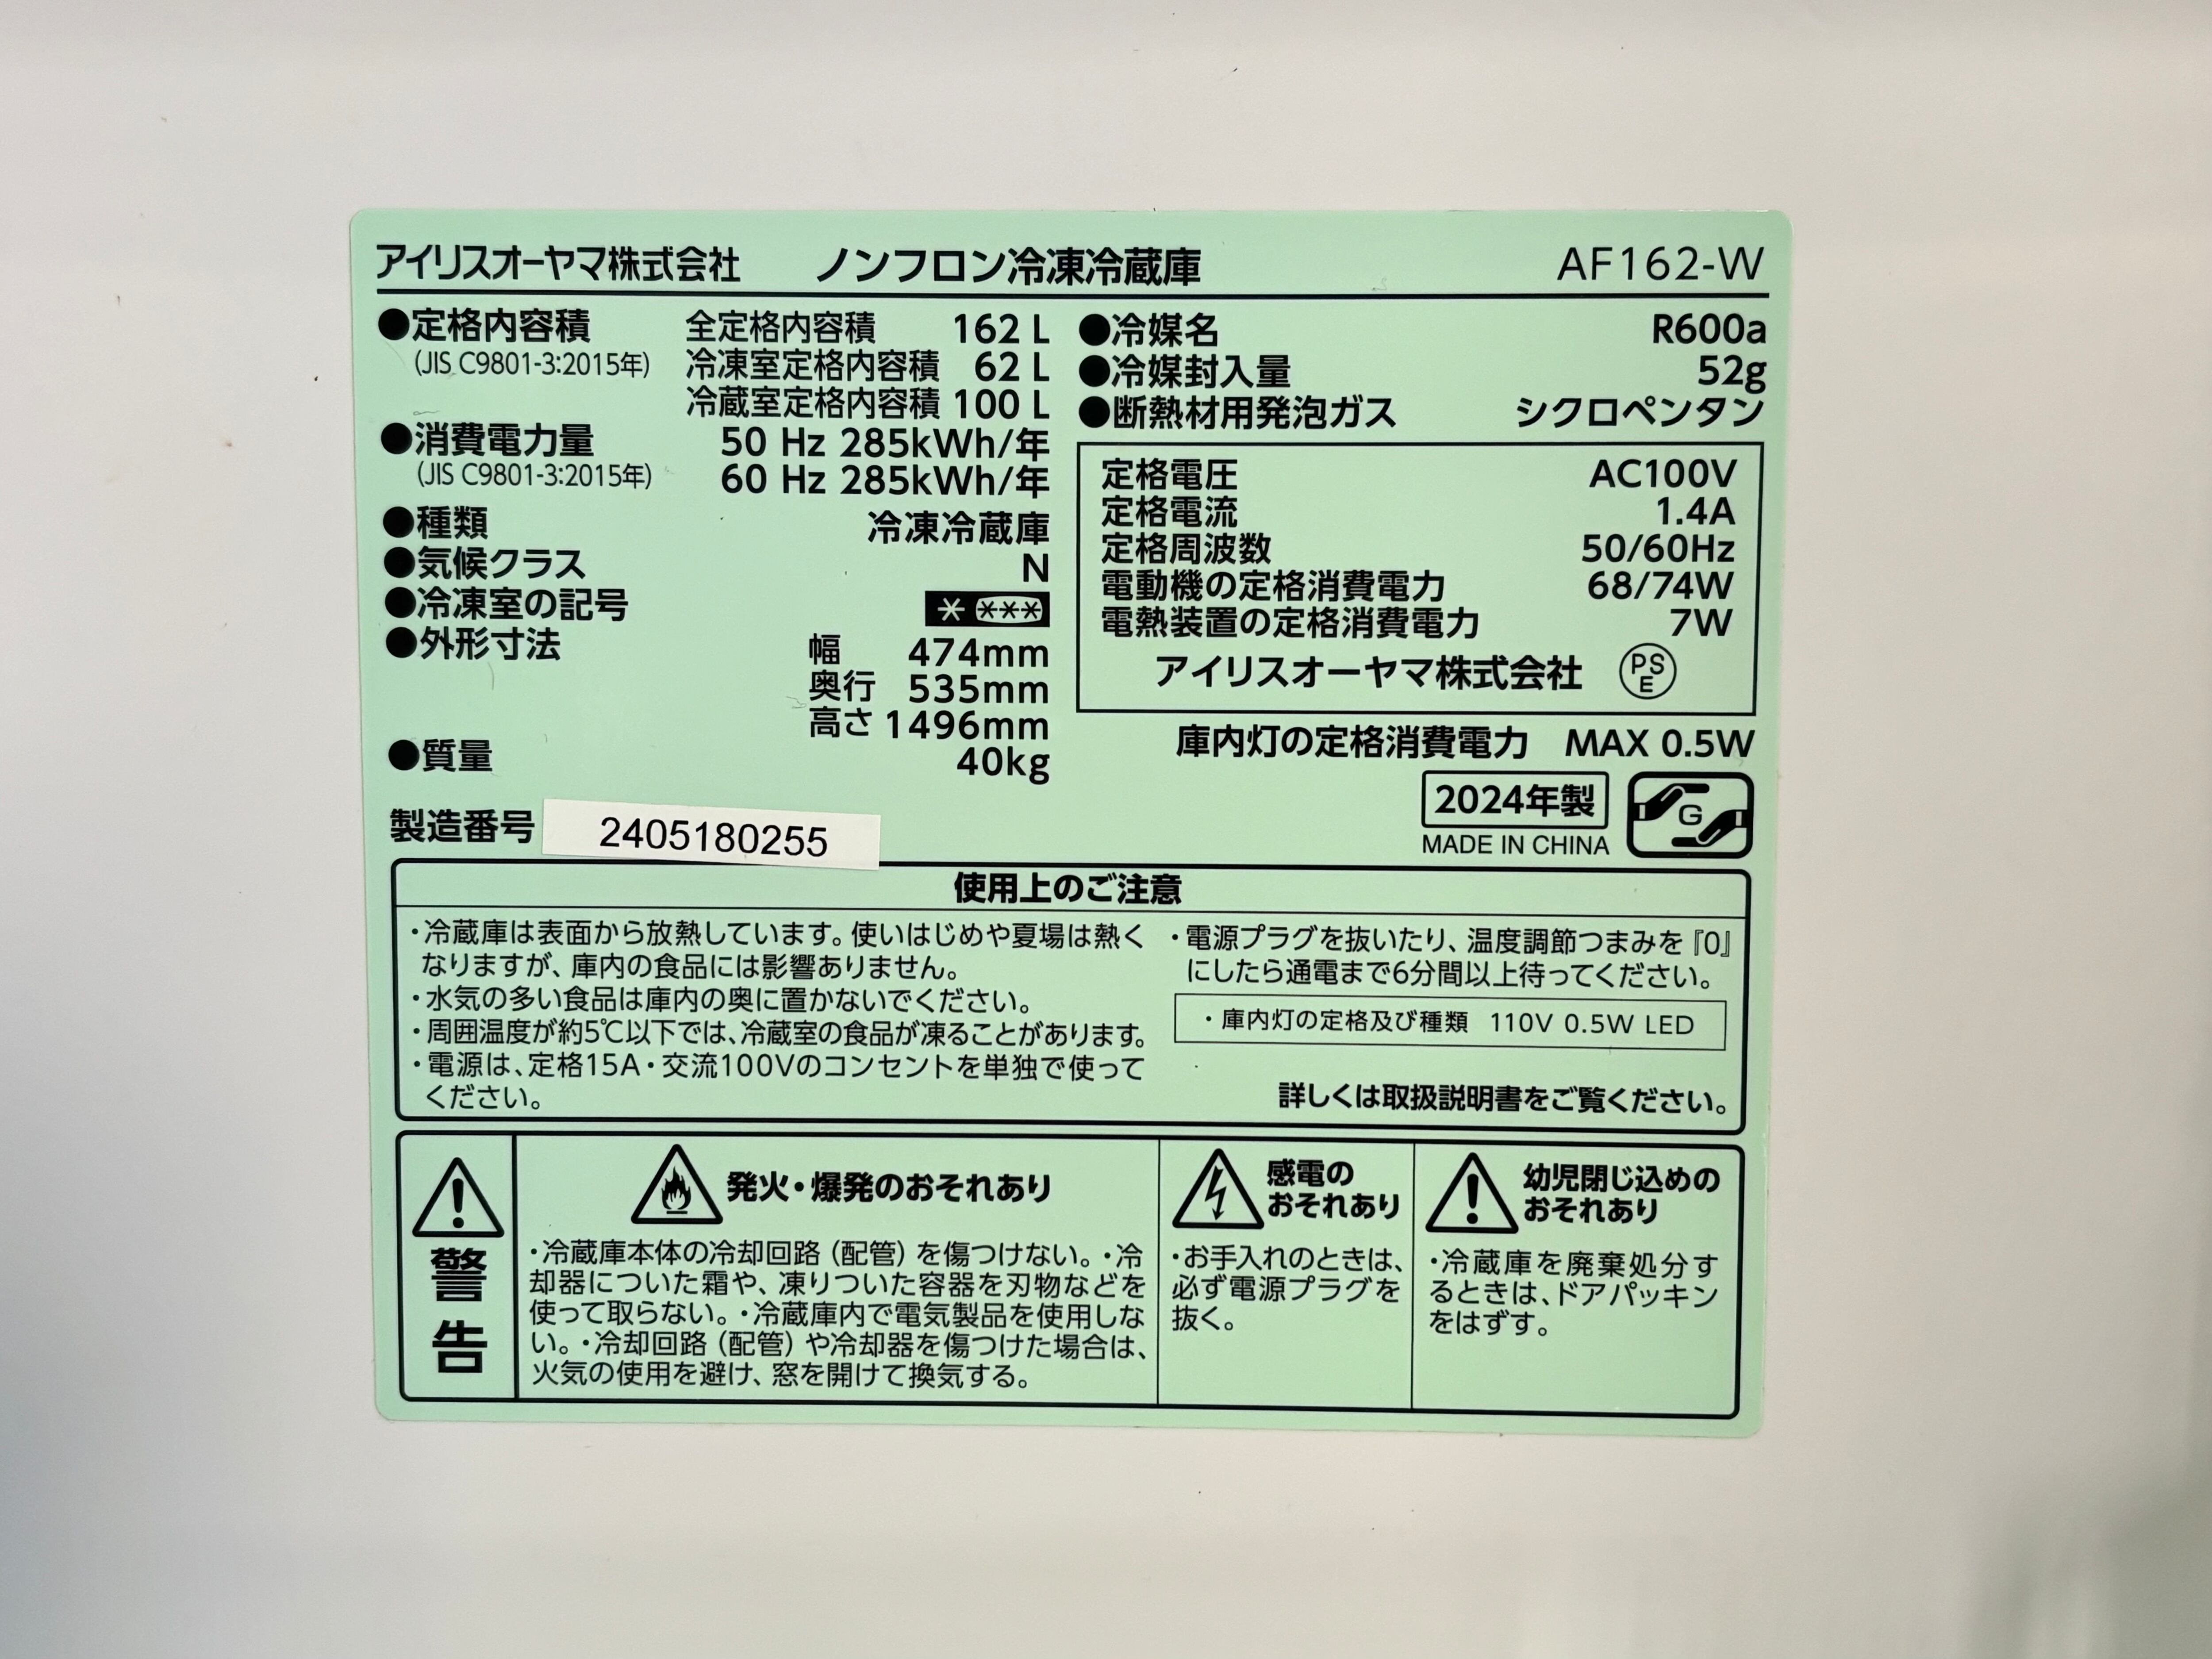 アイリスオーヤマ株式会社 ノンフロン冷凍冷蔵庫 AF162-W
●定格内容積 全定格内容積 162 L
(JIS C9801-3:2015年) 冷凍室定格内容積 62 L
冷蔵室定格内容積 100 L
●消費電力量 50 Hz 285kWh/年
(JIS C9801-3:2015年) 60 Hz 285kWh/年
●種類 冷凍冷蔵庫
●気候クラス N
●冷凍室の記号 * ***
●外形寸法 幅 474mm
奥行 535mm
高さ 1496mm
●質量 40kg
製造番号 2405180255
●冷媒名 R600a
●冷媒封入量 52g
●断熱材用発泡ガス シクロペンタン
定格電圧 AC100V
定格電流 1.4A
定格周波数 50/60Hz
電動機の定格消費電力 68/74W
電熱装置の定格消費電力 7W
アイリスオーヤマ株式会社 PSE
庫内灯の定格消費電力 MAX 0.5W
2024年製
MADE IN CHINA
G
使用上のご注意
・冷蔵庫は表面から放熱しています。使いはじめや夏場は熱く
なりますが、庫内の食品には影響ありません。
・水気の多い食品は庫内の奥に置かないでください。
・周囲温度が約5℃以下では、冷蔵室の食品が凍ることがあります。
・電源は、定格15A・交流100Vのコンセントを単独で使って
ください。
・電源プラグを抜いたり、温度調節つまみを『0』
にしたら通電まで6分間以上待ってください。
・庫内灯の定格及び種類 110V 0.5W LED
詳しくは取扱説明書をご覧ください。
警告
発火・爆発のおそれあり
・冷蔵庫本体の冷却回路（配管）を傷つけない。・冷
却器についた霜や、凍りついた容器を刃物などを
使って取らない。・冷蔵庫内で電気製品を使用しな
い。・冷却回路（配管）や冷却器を傷つけた場合は、
火気の使用を避け、窓を開けて換気する。
感電の
おそれあり
・お手入れのときは、
必ず電源プラグを
抜く。
幼児閉じ込めの
おそれあり
・冷蔵庫を廃棄処分す
るときは、ドアパッキン
をはずす。